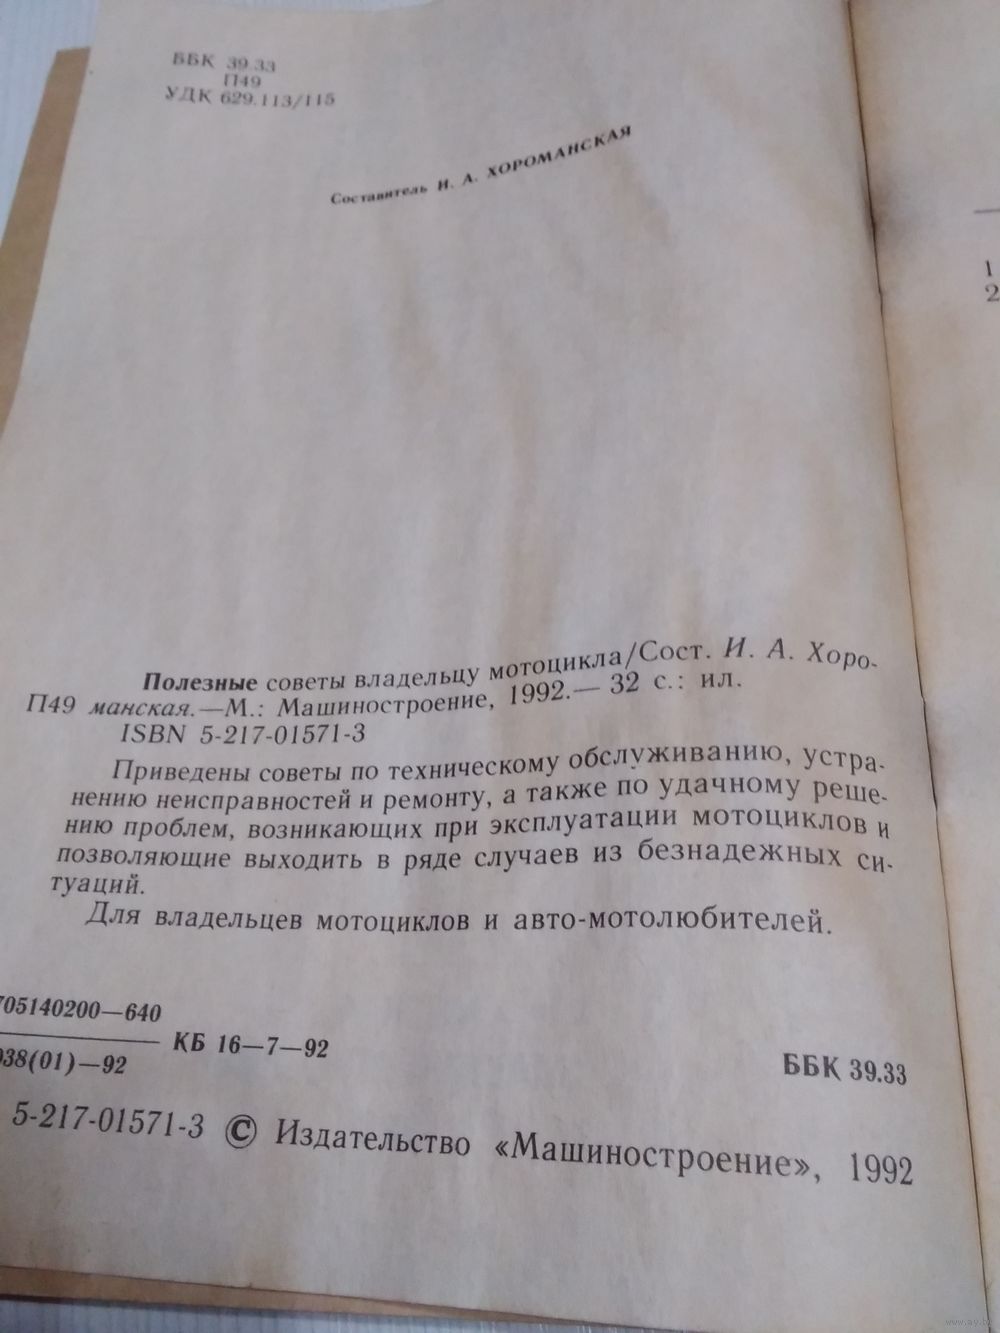 ББК 39.33
П49
УДК 629.113/115
Составитель И. А. ХОРОМАНСКАЯ
Полезные советы владельцу мотоцикла/Сост. И. А. Хоро-
П49 манская.—М.: Машиностроение, 1992.— 32 с.: ил.
ISBN 5-217-01571-3
Приведены советы по техническому обслуживанию, устра-
нению неисправностей и ремонту, а также по удачному реше-
нию проблем, возникающих при эксплуатации мотоциклов и
позволяющие выходить в ряде случаев из безнадежных си-
туаций.
Для владельцев мотоциклов и авто-мотолюбителей.
705140200—640
038(01)—92
КБ 16—7—92
ББК 39.33
5-217-01571-3 © Издательство «Машиностроение», 1992
1
2